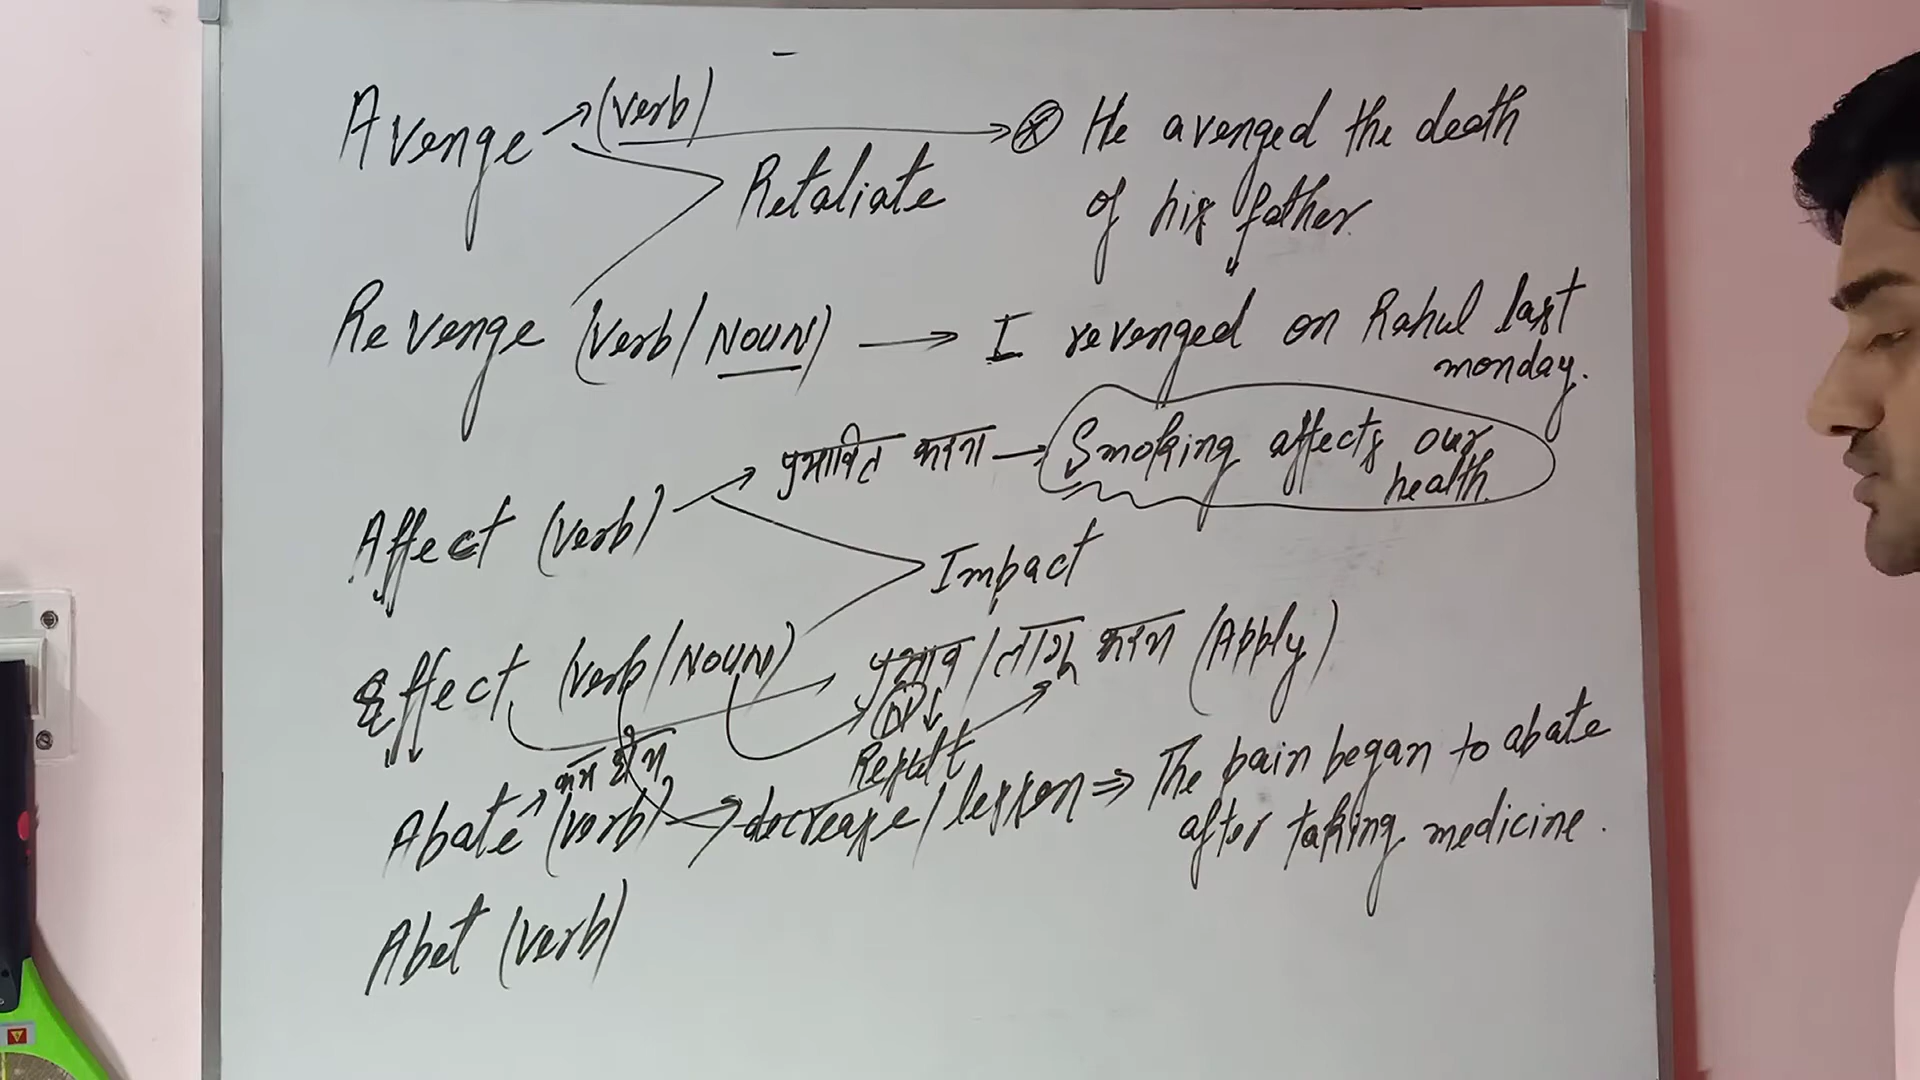 Avenge → (verb) → He avenged the death
Retaliate
of his father.
Revenge (verb/NOUN) → I revenged on Rahul last
monday.
प्रभावित करना → Smoking affects our
health.
Affect (verb)
Impact
Effect (verb/NOUN) → प्रभाव / लागू करना (Apply)
(N)
Result
कम होना
Abate → (verb) → decrease / lesson ⇒ The pain began to abate
after taking medicine.
Abet (verb)